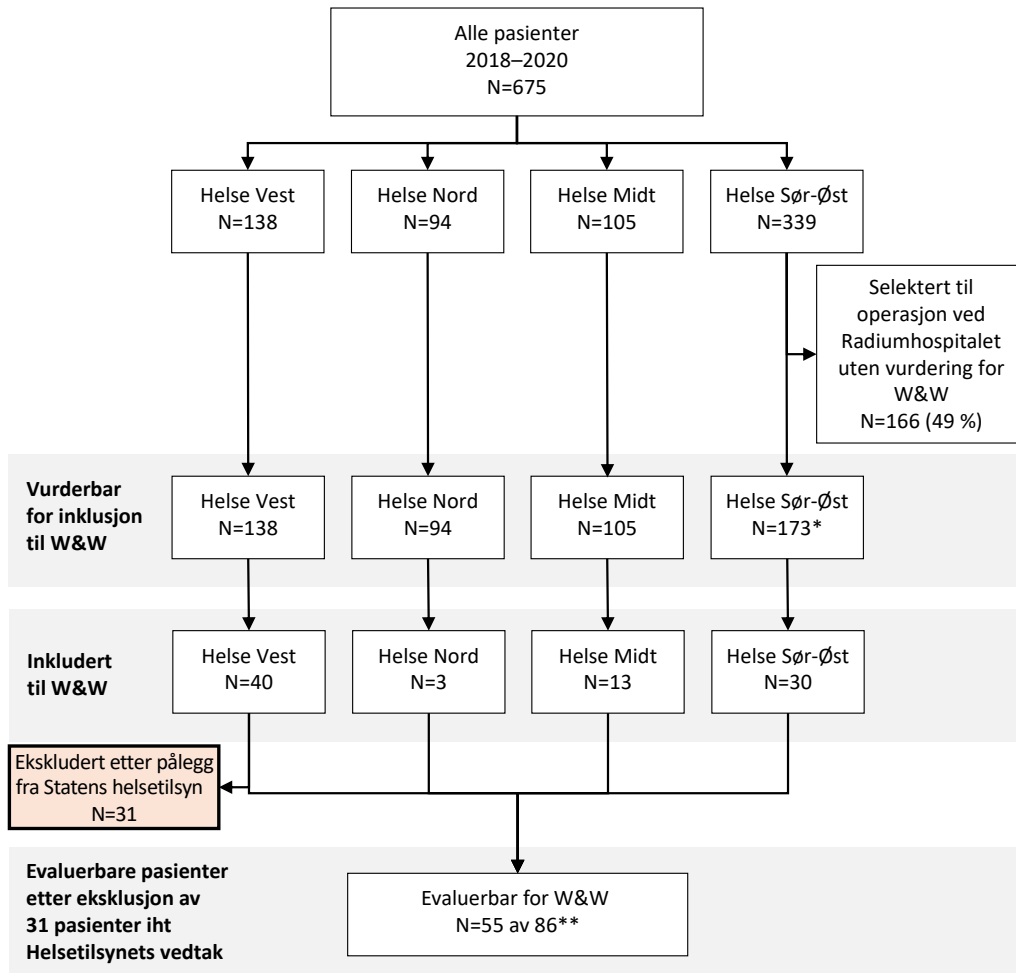 Alle pasienter
2018–2020
N=675
Helse Vest
N=138
Helse Nord
N=94
Helse Midt
N=105
Helse Sør-Øst
N=339
Selektert til
operasjon ved
Radiumhospitalet
uten vurdering for
W&W
N=166 (49 %)
Vurderbar
for inklusjon
til W&W
Helse Vest
N=138
Helse Nord
N=94
Helse Midt
N=105
Helse Sør-Øst
N=173*
Inkludert
til W&W
Helse Vest
N=40
Helse Nord
N=3
Helse Midt
N=13
Helse Sør-Øst
N=30
Ekskludert etter pålegg
fra Statens helsetilsyn
N=31
Evaluerbare pasienter
etter eksklusjon av
31 pasienter iht
Helsetilsynets vedtak
Evaluerbar for W&W
N=55 av 86**